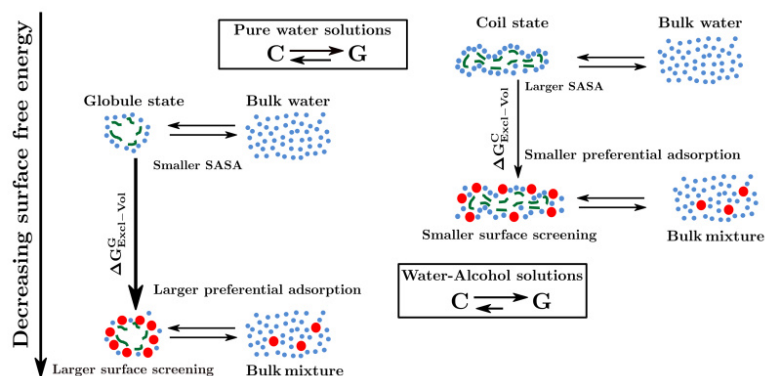 Decreasing surface free energy
Pure water solutions
C G
Coil state
Bulk water
Larger SASA
Globule state
Bulk water
Smaller SASA
ΔG^C_Excl−Vol
Smaller preferential adsorption
Smaller surface screening
Bulk mixture
ΔG^G_Excl−Vol
Water-Alcohol solutions
C G
Larger preferential adsorption
Larger surface screening
Bulk mixture